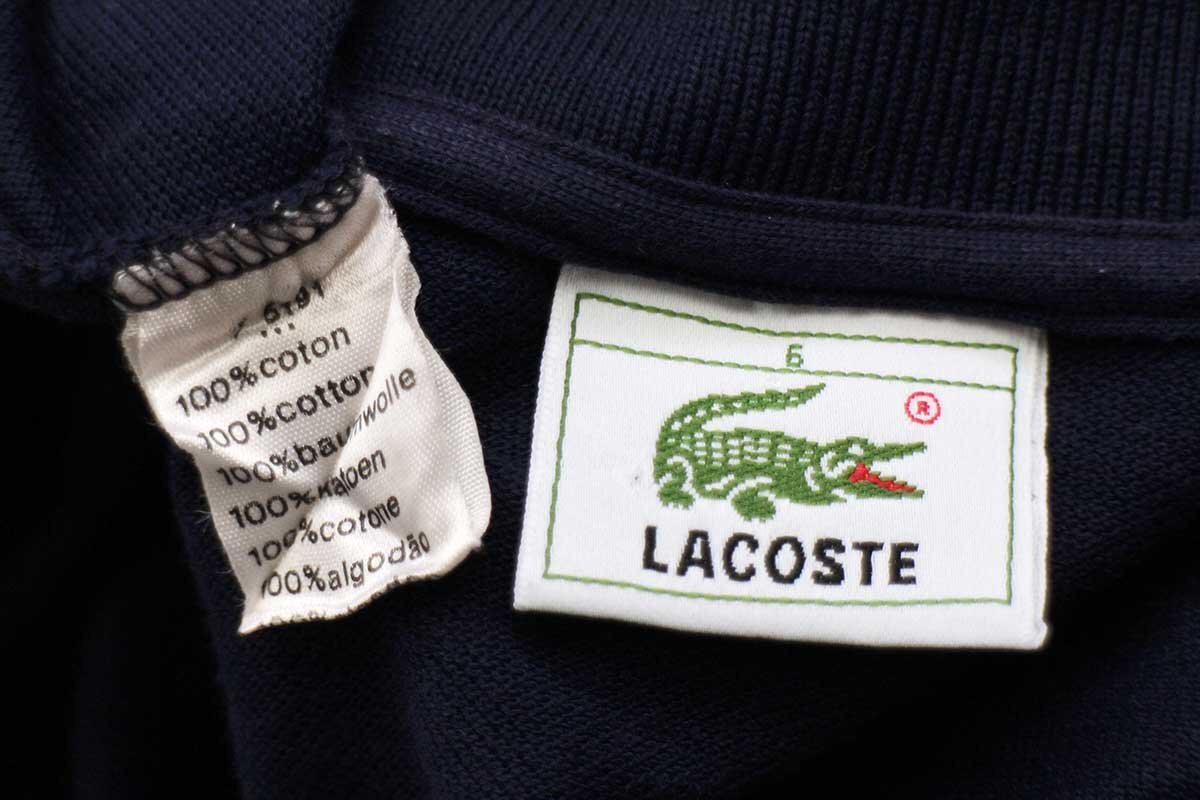 100%coton
100%cotton
100%baumwolle
100%katoen
100%cotone
100%algodão
6
®
LACOSTE